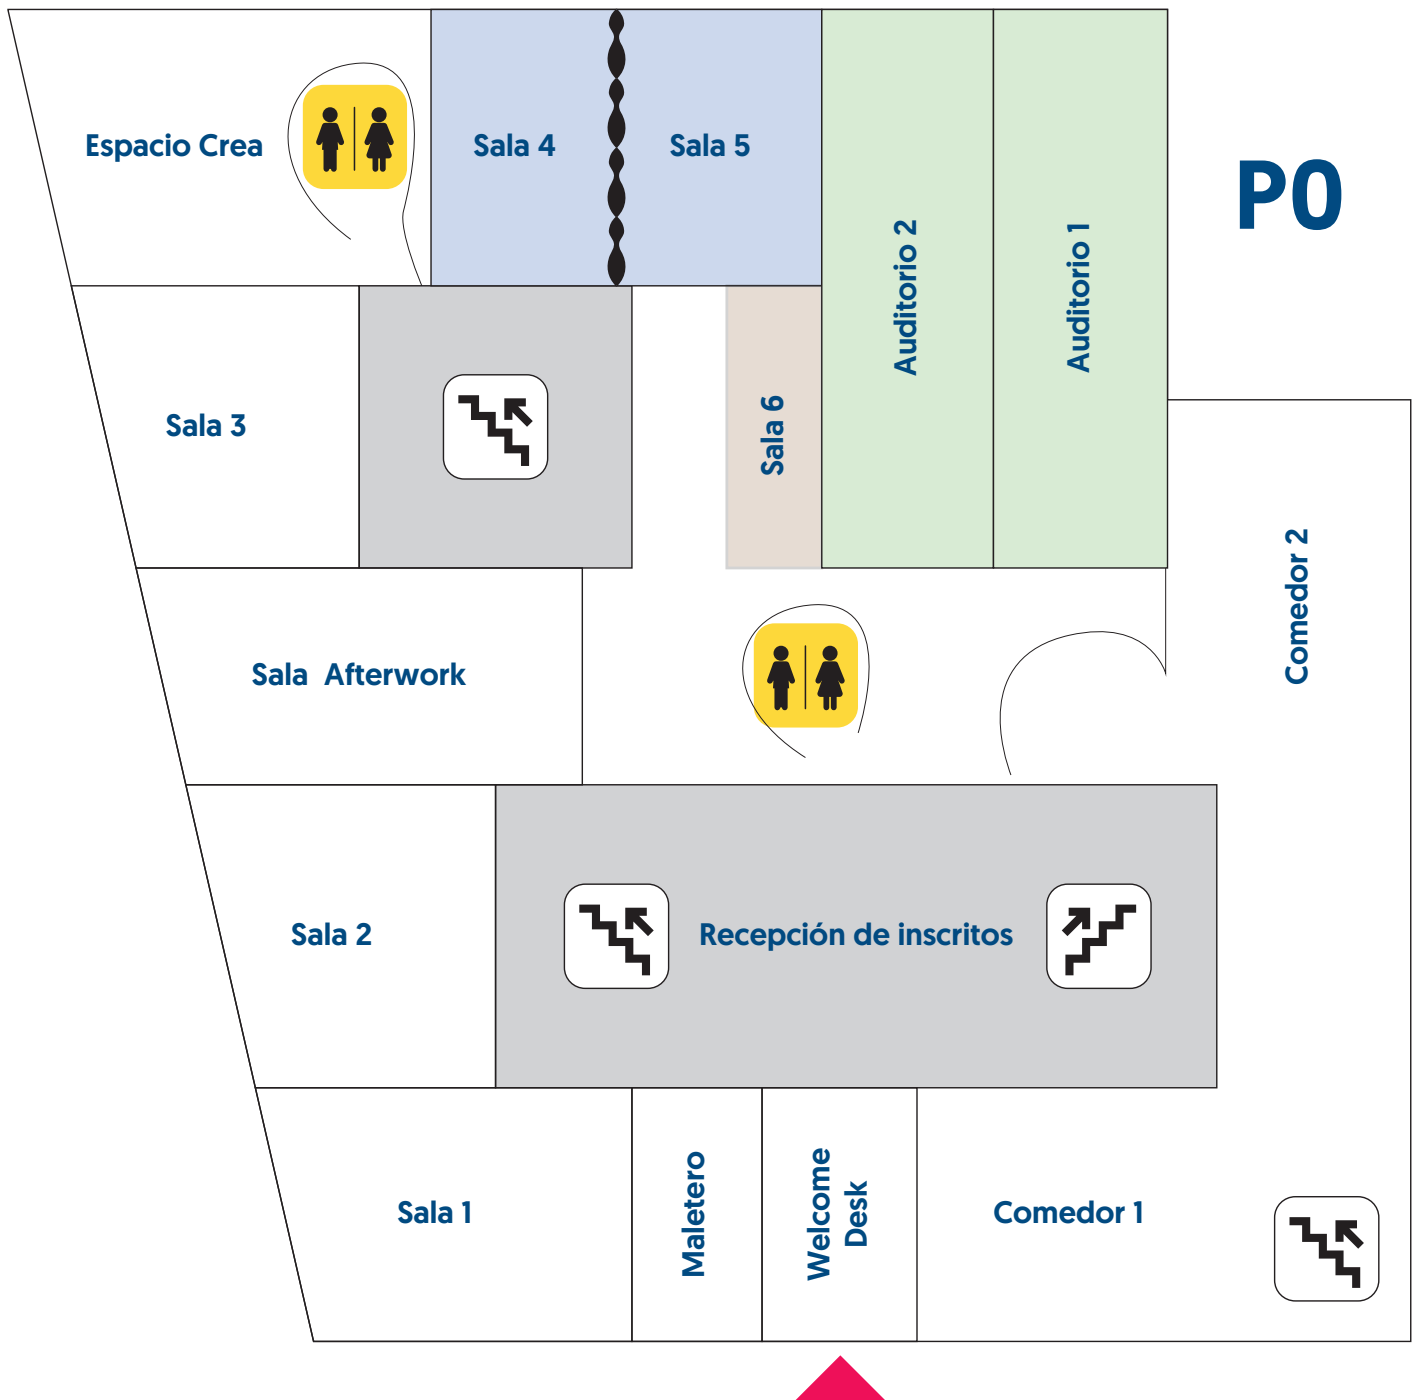 Espacio Crea
Sala 4
Sala 5
Auditorio 2
Auditorio 1
P0
Sala 3
Sala 6
Comedor 2
Sala Afterwork
Sala 2
Recepción de inscritos
Sala 1
Maletero
Welcome
Desk
Comedor 1